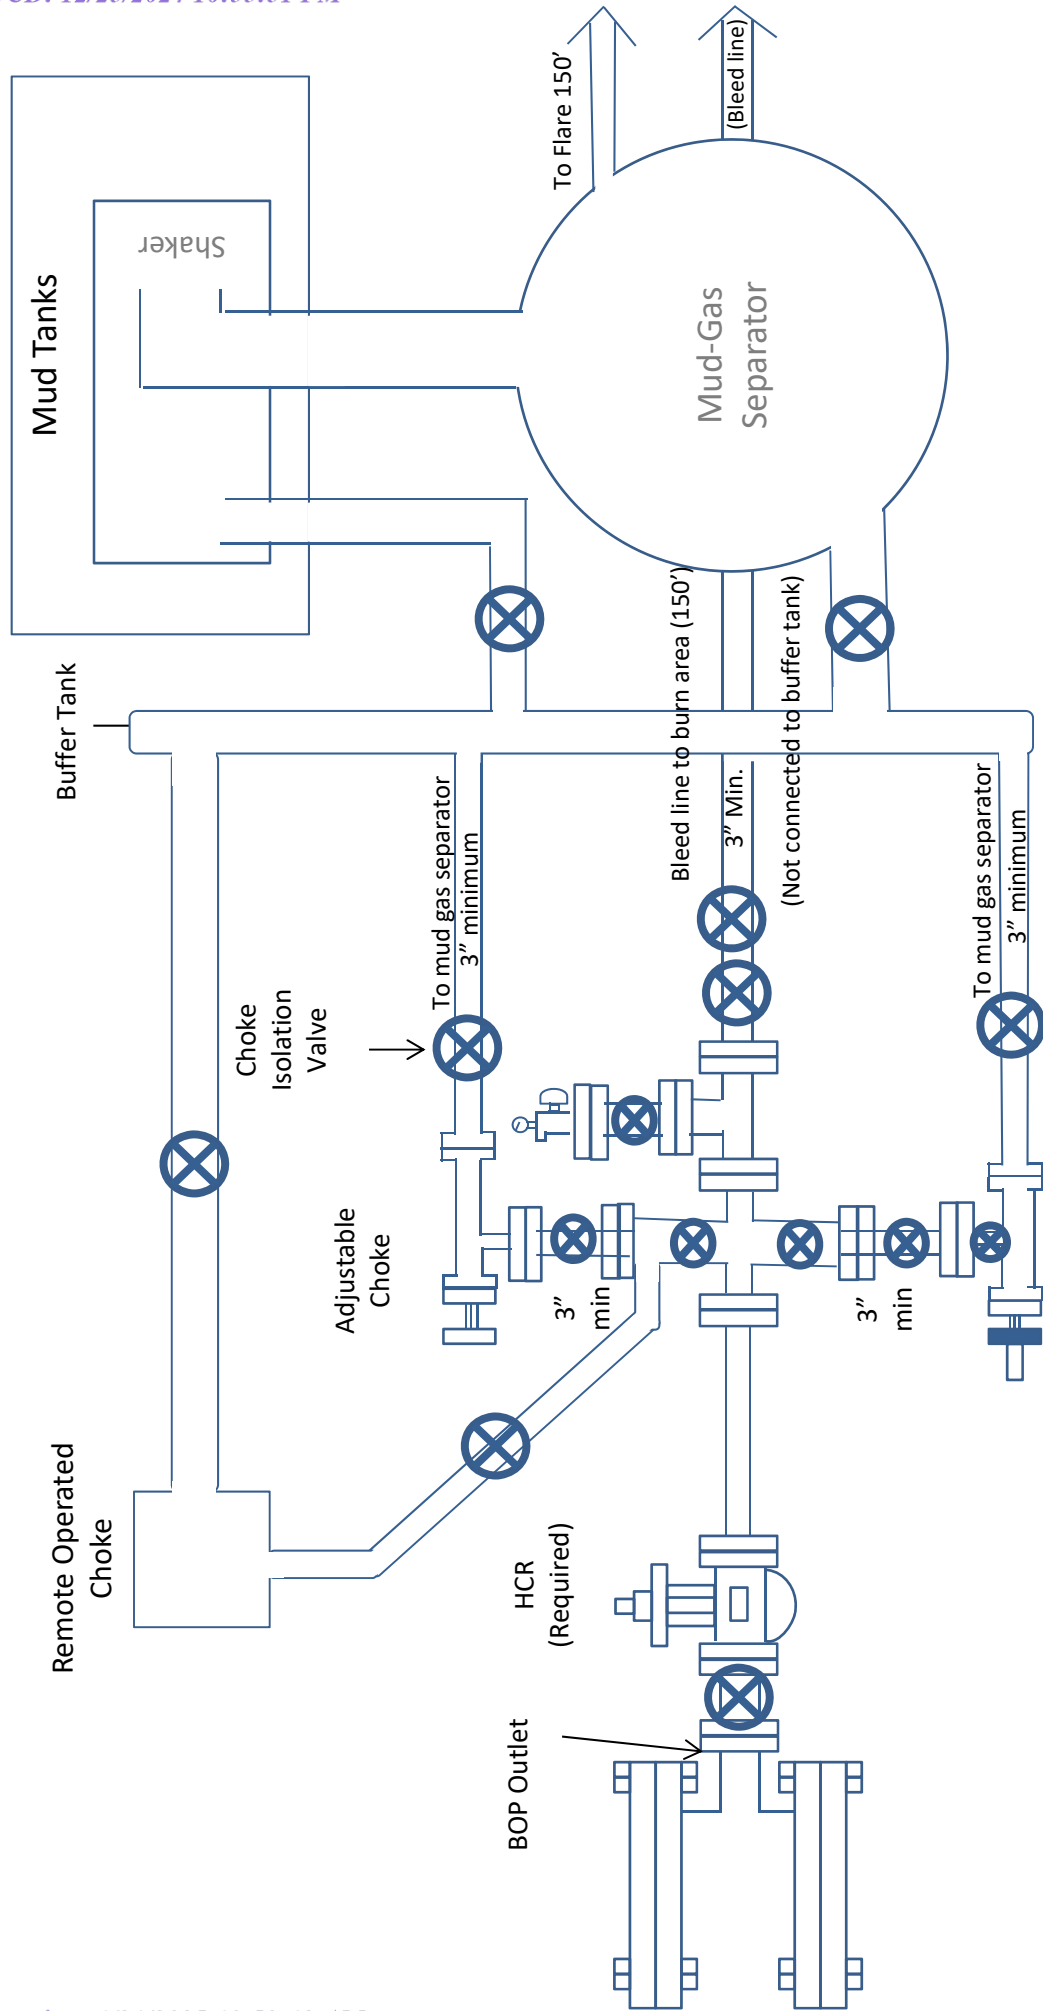 Mud Tanks
Shaker
To Flare 150’
(Bleed line)
Mud-Gas
Separator
Buffer Tank
Bleed line to burn area (150’)
3” Min.
(Not connected to buffer tank)
To mud gas separator
3” minimum
To mud gas separator
3” minimum
Choke
Isolation
Valve
Adjustable
Choke
3”
min
3”
min
Remote Operated
Choke
HCR
(Required)
BOP Outlet